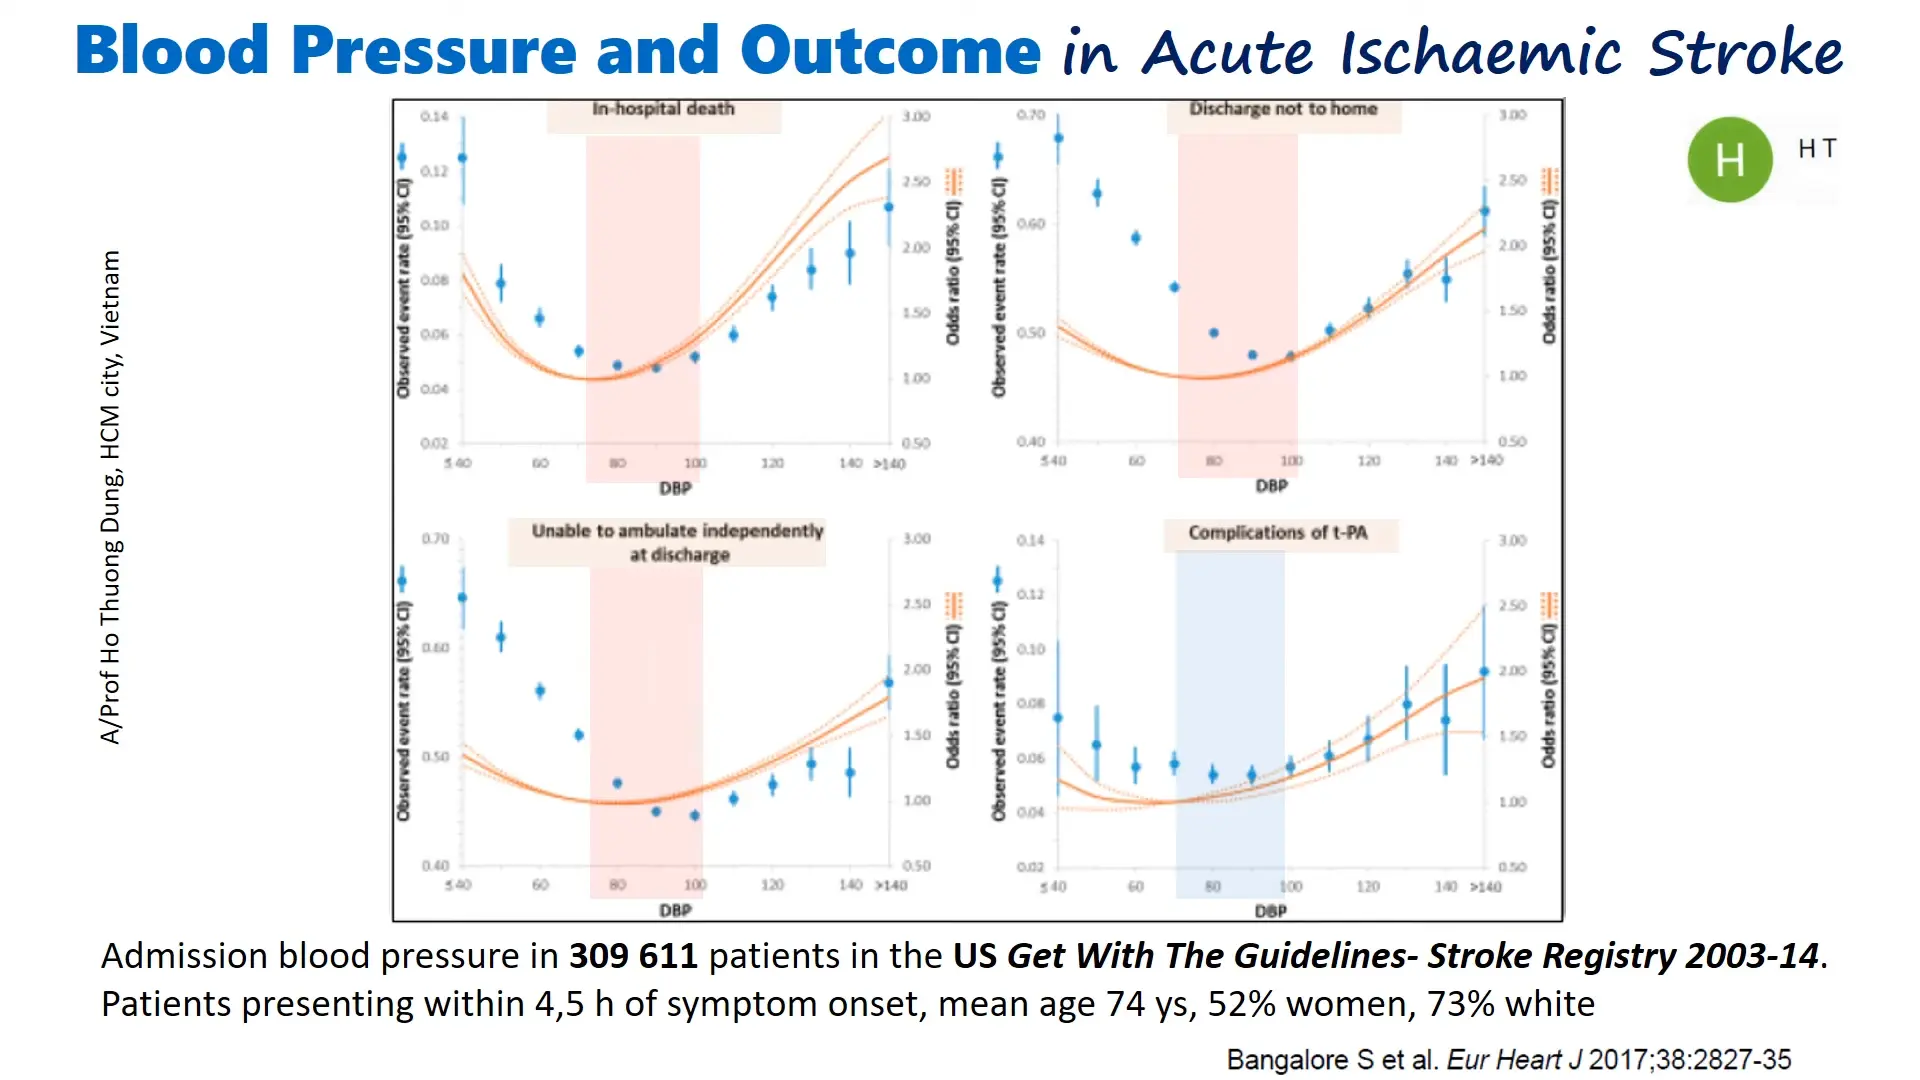 Blood Pressure and Outcome in Acute Ischaemic Stroke
H
H T
A/Prof Ho Thuong Dung, HCM city, Vietnam
In-hospital death
Observed event rate (95% CI)
0.14
0.12
0.10
0.08
0.06
0.04
0.02
3.00
2.50
2.00
1.50
1.00
0.50
Odds ratio (95% CI)
≤40 60 80 100 120 140 >140
DBP
Discharge not to home
Observed event rate (95% CI)
0.70
0.60
0.50
0.40
3.00
2.50
2.00
1.50
1.00
0.50
Odds ratio (95% CI)
≤40 60 80 100 120 140 >140
DBP
Unable to ambulate independently
at discharge
Observed event rate (95% CI)
0.70
0.60
0.50
0.40
3.00
2.50
2.00
1.50
1.00
0.50
Odds ratio (95% CI)
≤40 60 80 100 120 140 >140
DBP
Complications of t-PA
Observed event rate (95% CI)
0.14
0.12
0.10
0.08
0.06
0.04
0.02
3.00
2.50
2.00
1.50
1.00
0.50
Odds ratio (95% CI)
≤40 60 80 100 120 140 >140
DBP
Admission blood pressure in 309 611 patients in the US Get With The Guidelines- Stroke Registry 2003-14.
Patients presenting within 4,5 h of symptom onset, mean age 74 ys, 52% women, 73% white
Bangalore S et al. Eur Heart J 2017;38:2827-35